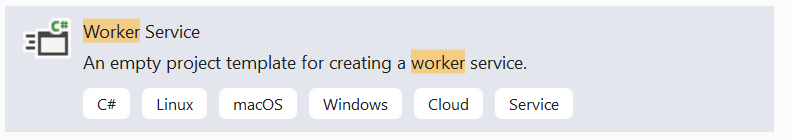 C#
Worker Service
An empty project template for creating a worker service.
C# Linux macOS Windows Cloud Service